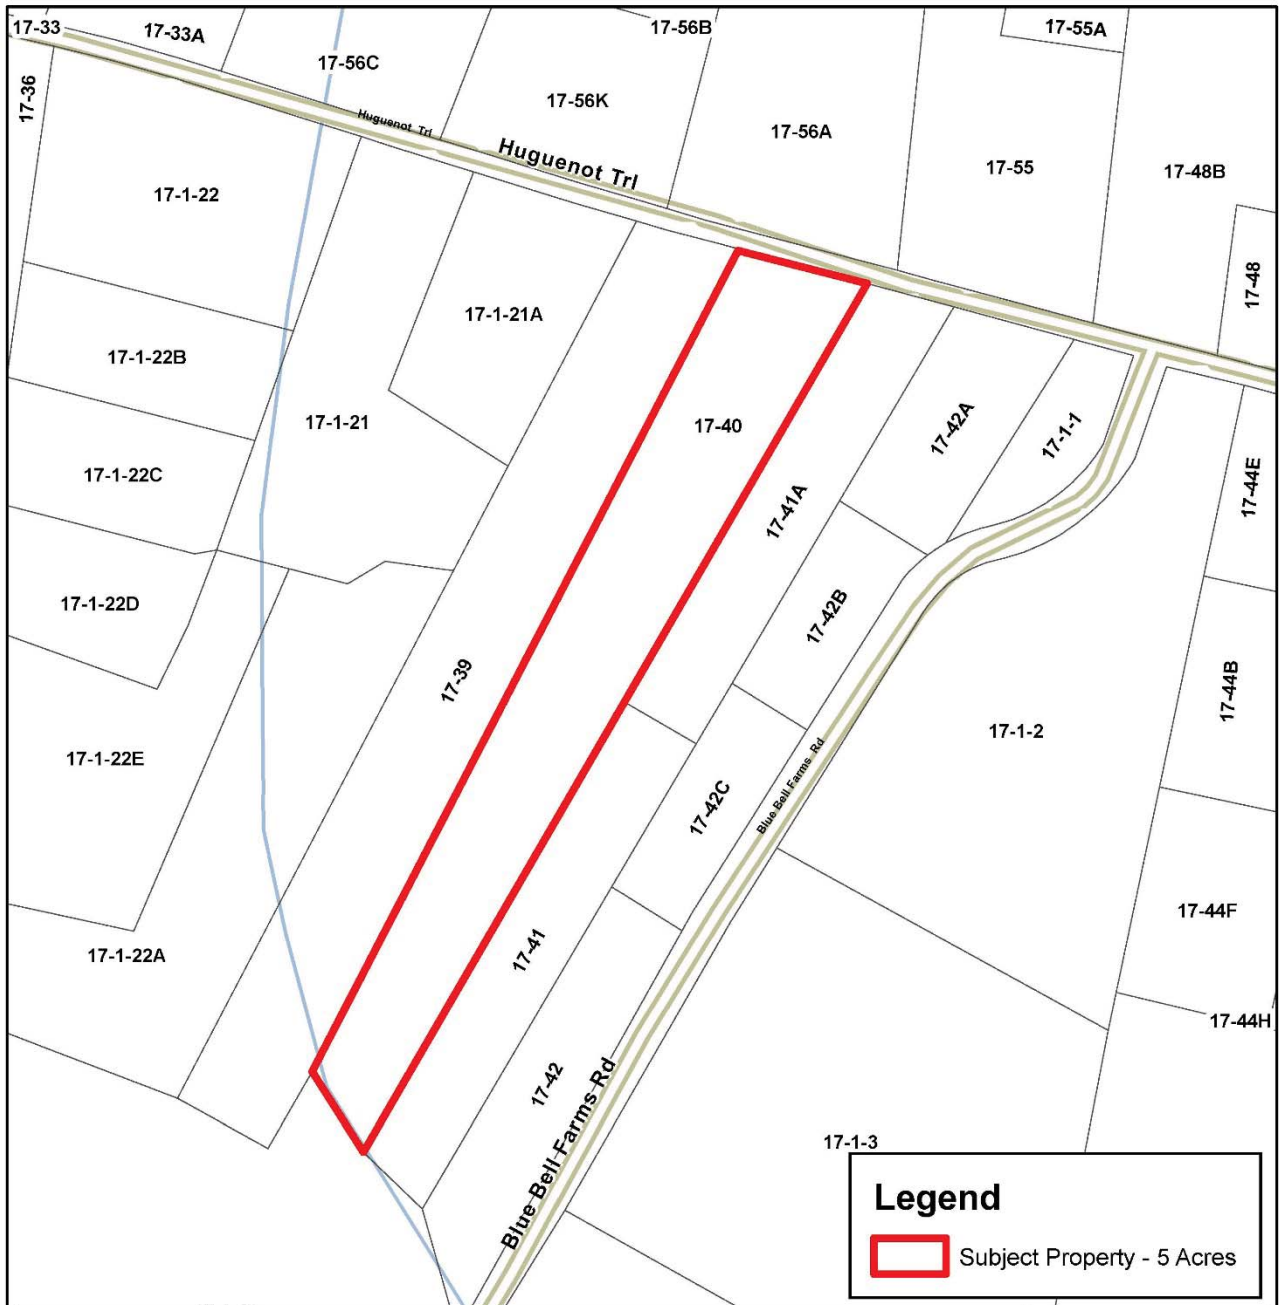 17-33
17-33A
17-56B
17-55A
17-56C
17-36
17-56K
17-56A
Huguenot Trl
Huguenot Trl
17-55
17-48B
17-1-22
17-48
17-1-21A
17-1-22B
17-1-21
17-40
17-42A
17-1-1
17-1-22C
17-44E
17-41A
17-1-22D
17-42B
17-39
17-44B
17-1-2
17-1-22E
Blue Bell Farms Rd
17-42C
17-44F
17-1-22A
17-41
17-44H
17-42
Blue Bell Farms Rd
17-1-3
Legend
Subject Property - 5 Acres